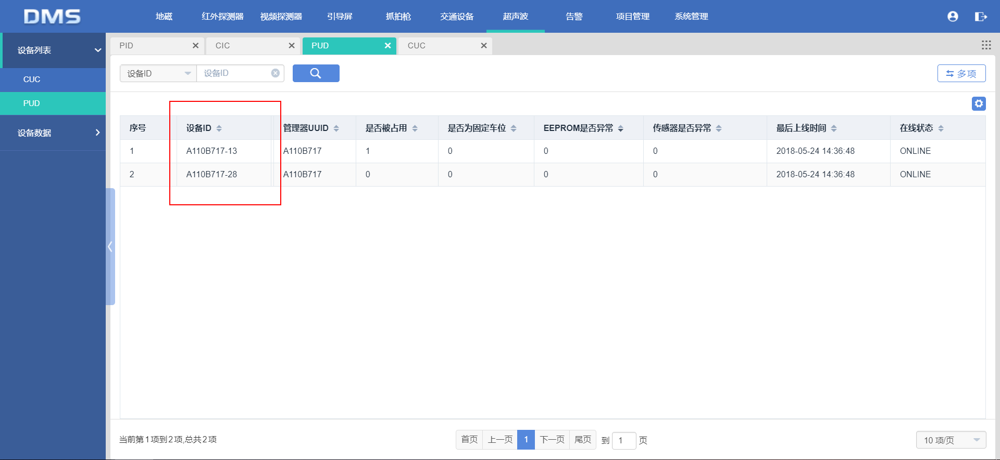 DMS 地磁 红外探测器 视频探测器 引导屏 抓拍枪 交通设备 超声波 告警 项目管理 系统管理
设备列表
CUC
PUD
设备数据
PID CIC PUD CUC
设备ID 设备ID 多项
序号 设备ID 管理器UUID 是否被占用 是否为固定车位 EEPROM是否异常 传感器是否异常 最后上线时间 在线状态
1 A110B717-13 A110B717 1 0 0 0 2018-05-24 14:36:48 ONLINE
2 A110B717-28 A110B717 0 0 0 0 2018-05-24 14:36:48 ONLINE
当前第1项到2项,总共2项 首页 上一页 1 下一页 尾页 到 1 页 10 项/页